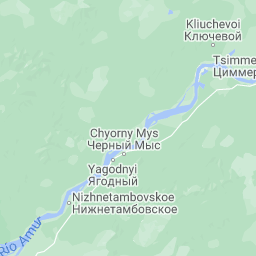 Kliuchevoi
Ключевой
Tsimme
Циммер
Chyorny Mys
Черный Мыс
Yagodnyi
Ягодный
Nizhnetambovskoe
Нижнетамбовское
Río Amur